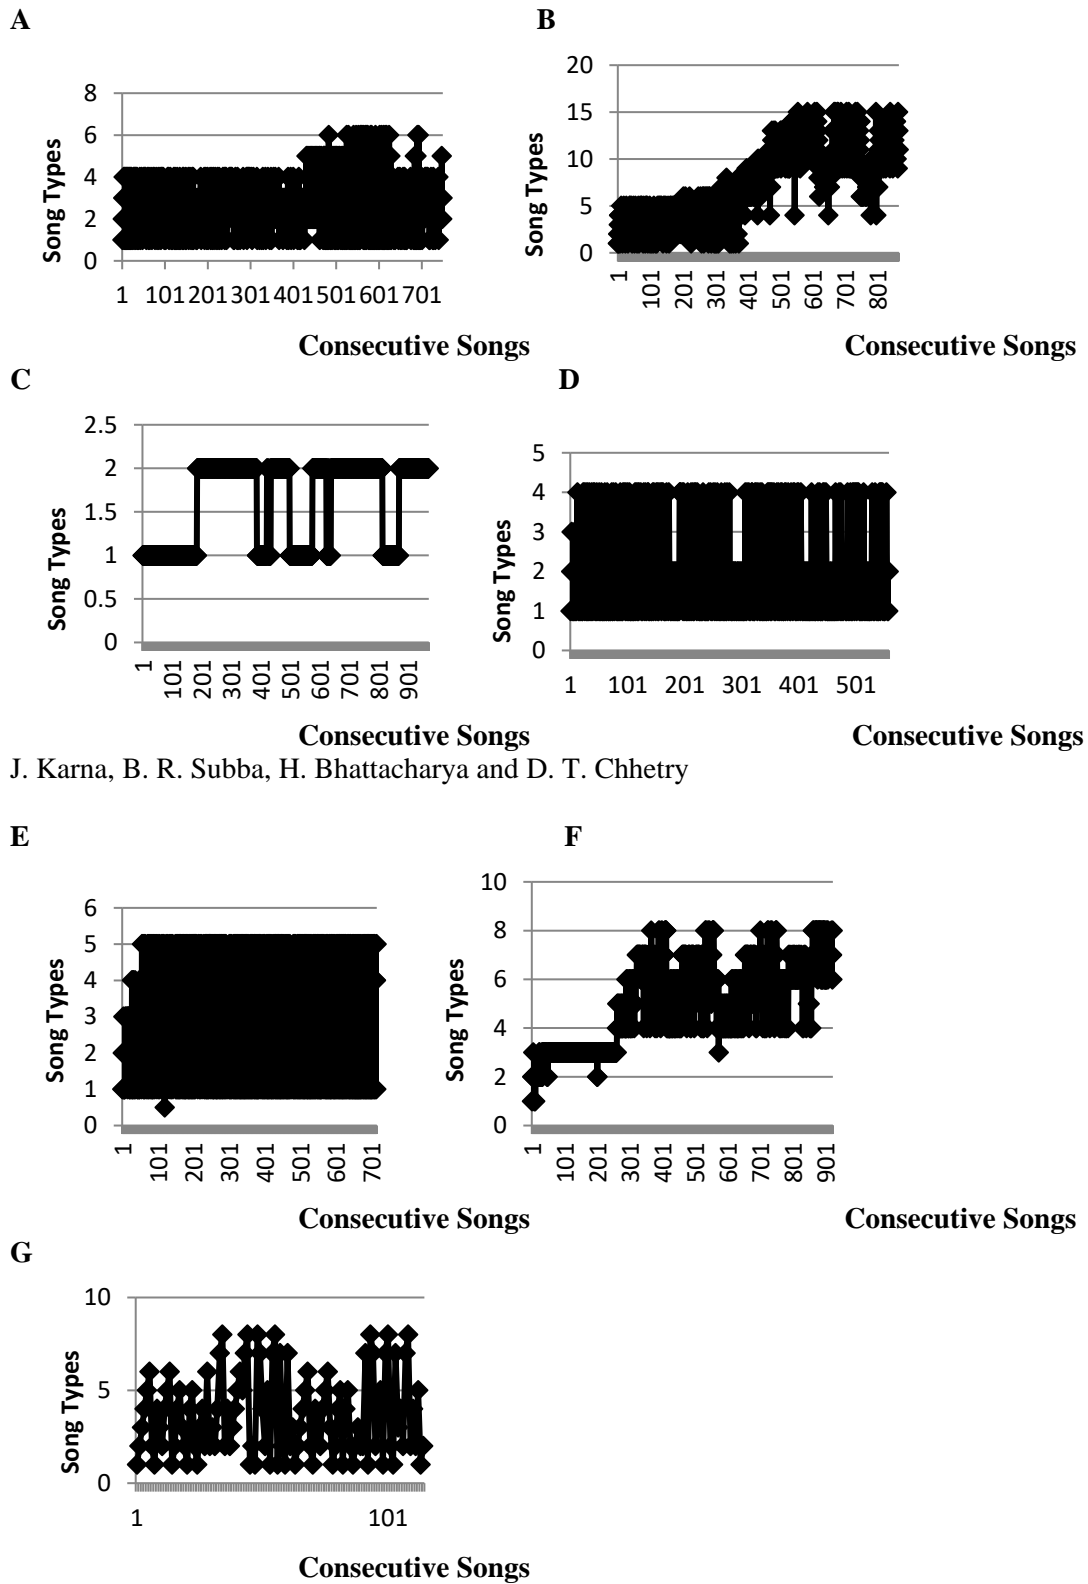 A B
8
6
4
2
0
Song Types
1 101 201 301 401 501 601 701
Consecutive Songs
20
15
10
5
0
Song Types
1 101 201 301 401 501 601 701 801
Consecutive Songs
C D
2.5
2
1.5
1
0.5
0
Song Types
1 101 201 301 401 501 601 701 801 901
Consecutive Songs
5
4
3
2
1
0
Song Types
1 101 201 301 401 501
Consecutive Songs
J. Karna, B. R. Subba, H. Bhattacharya and D. T. Chhetry
E F
6
5
4
3
2
1
0
Song Types
1 101 201 301 401 501 601 701
Consecutive Songs
10
8
6
4
2
0
Song Types
1 101 201 301 401 501 601 701 801 901
Consecutive Songs
G
10
5
0
Song Types
1 101
Consecutive Songs